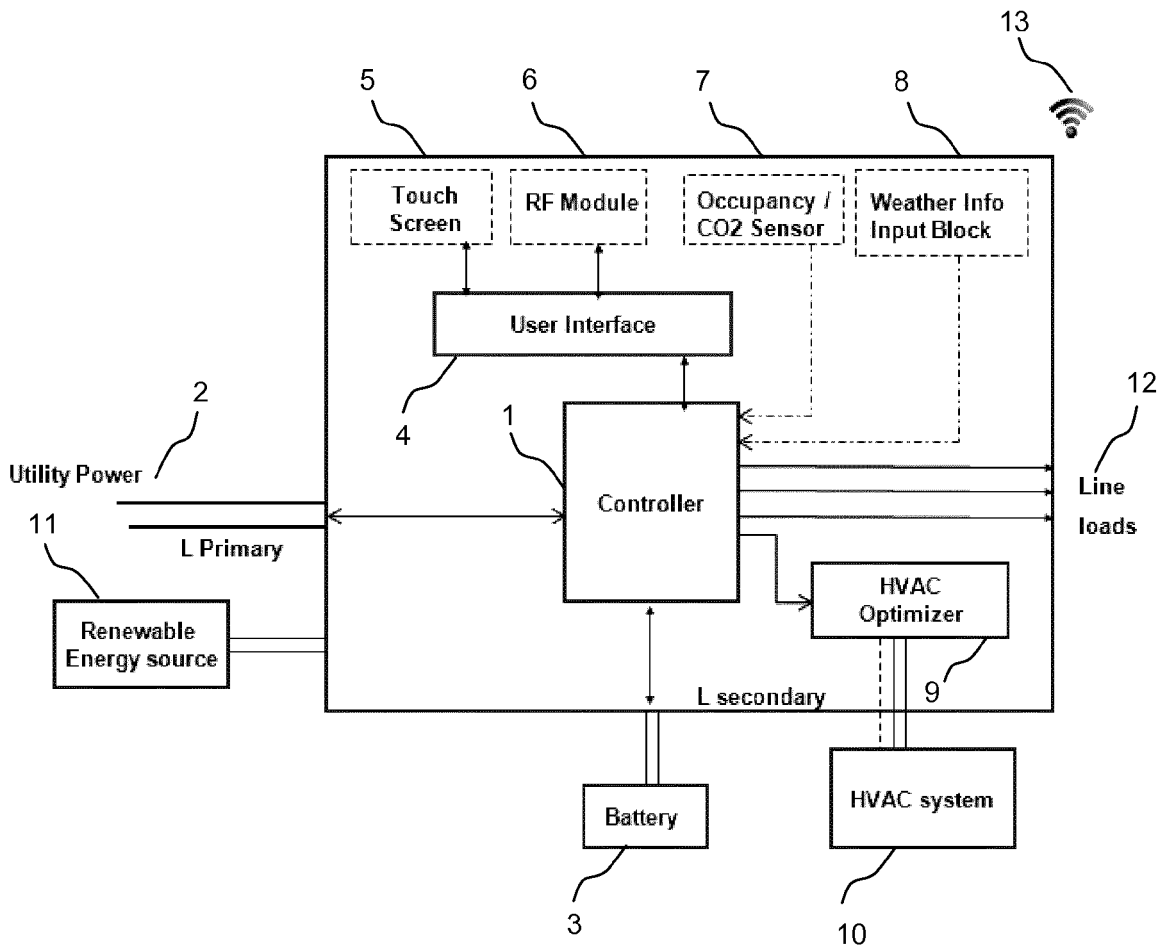 13
5
6
7
8
Touch
Screen
RF Module
Occupancy /
CO2 Sensor
Weather Info
Input Block
User Interface
4
2
1
12
Utility Power
Controller
Line
loads
L Primary
11
HVAC
Optimizer
Renewable
Energy source
9
L secondary
Battery
HVAC system
3
10